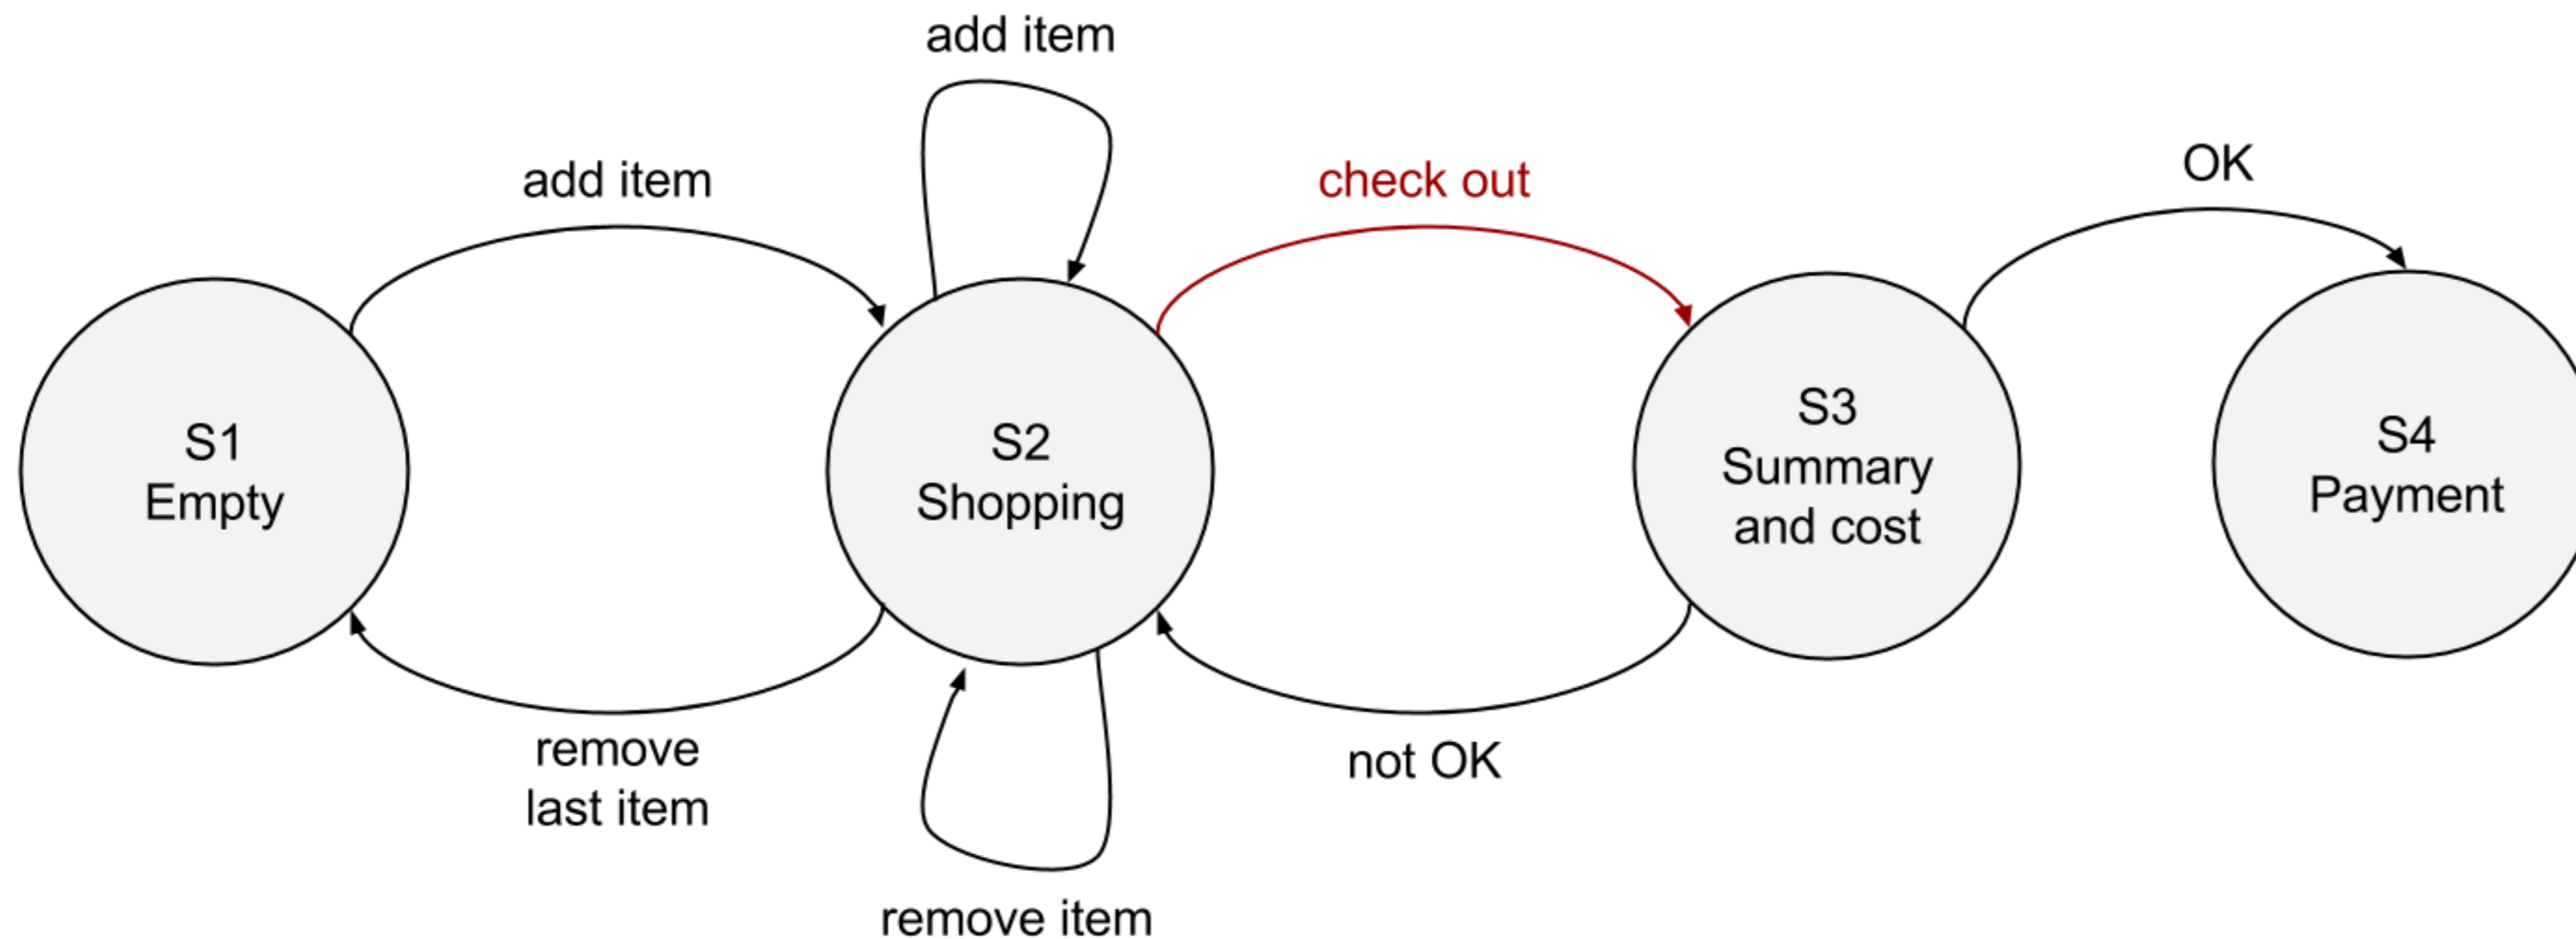 add item
add item
check out
OK
S1
Empty
S2
Shopping
S3
Summary
and cost
S4
Payment
remove
last item
not OK
remove item